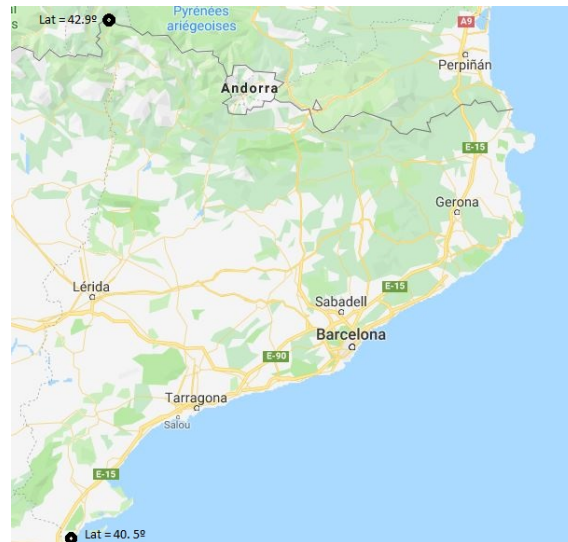 Lat = 42.9º
Pyrénées
ariégeoises
A9
Perpiñán
Andorra
E-15
Gerona
Lérida
E-15
Sabadell
Barcelona
E-90
Tarragona
Salou
E-15
Lat = 40. 5º